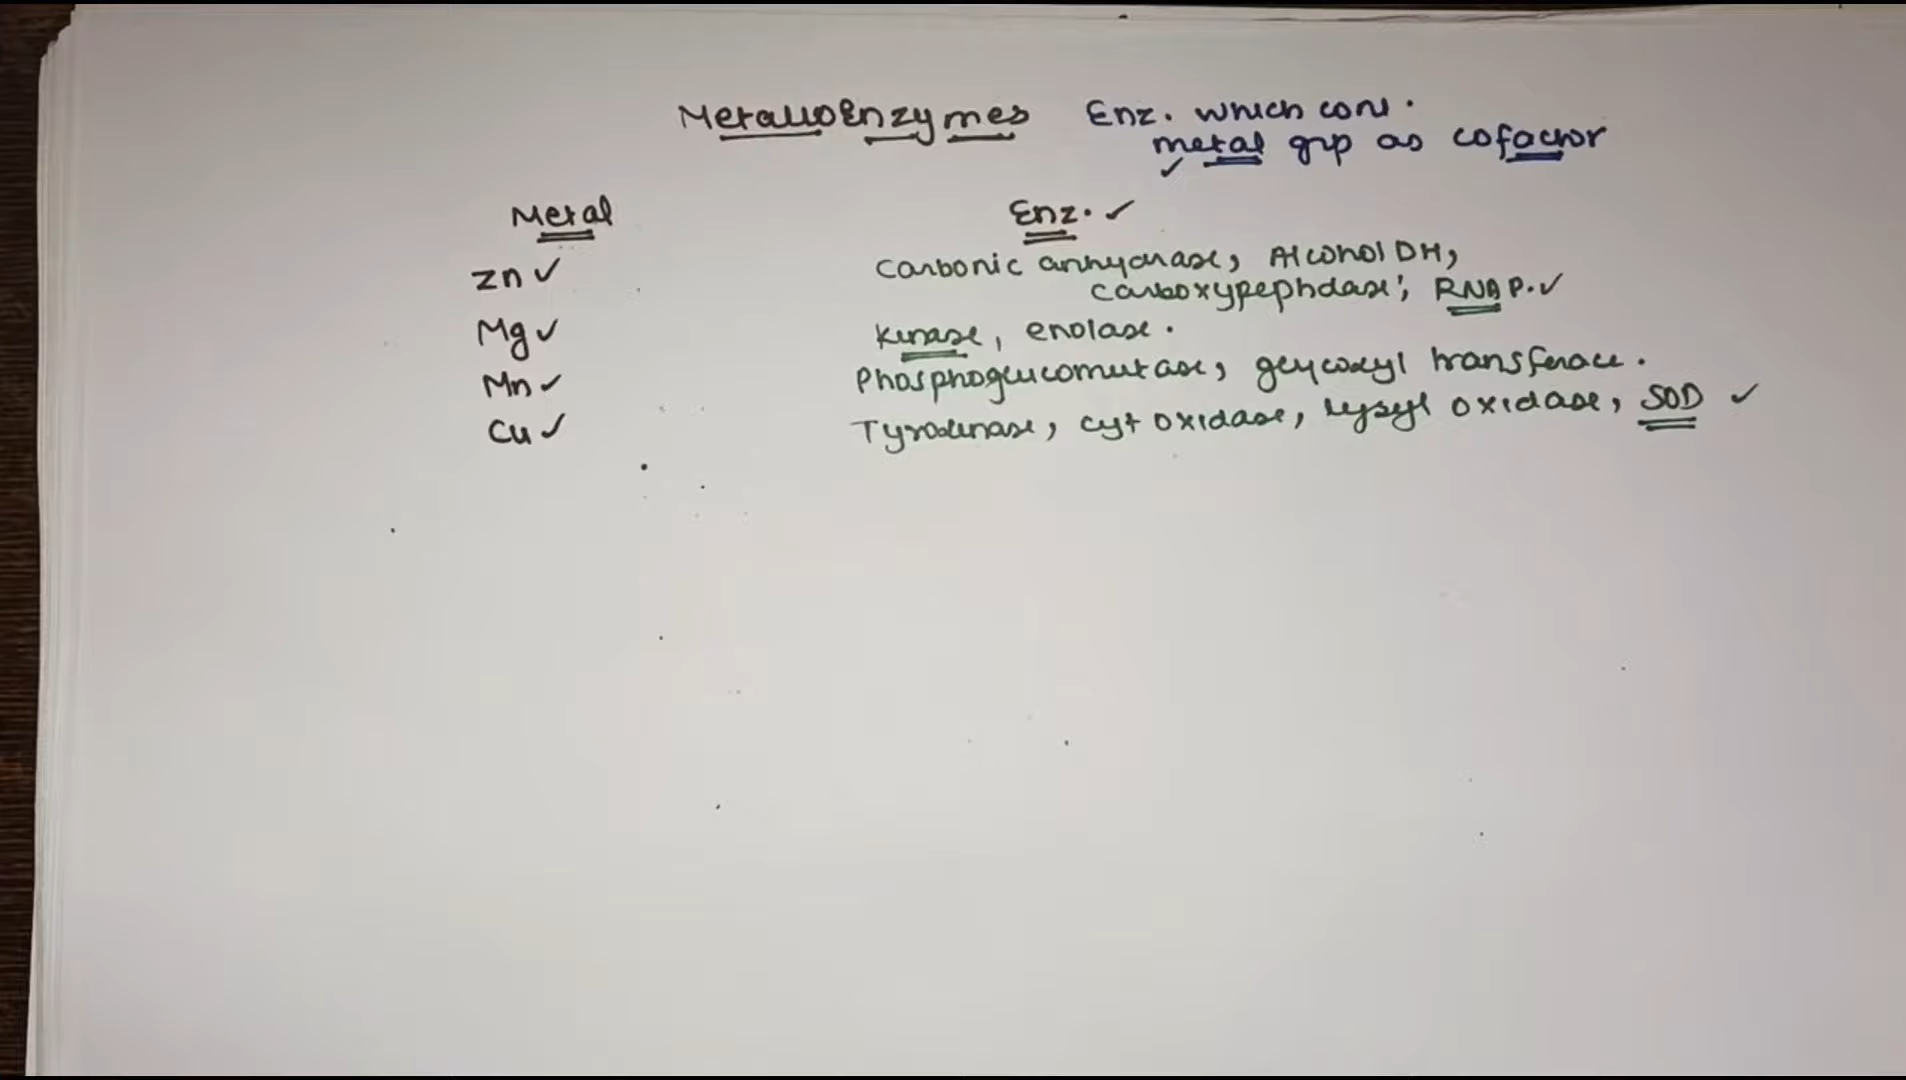 MetalloEnzymes Enz. which cont.
metal grp as cofactor
Metal Enz. ✓
Zn ✓ Carbonic anhydrase, Alcohol DH,
Carboxypeptidase, RNA P. ✓
Mg ✓ Kinase, enolase.
Mn ✓ Phosphoglucomutase, glycosyl transferase.
Cu ✓ Tyrosinase, cyt oxidase, lysyl oxidase, SOD ✓